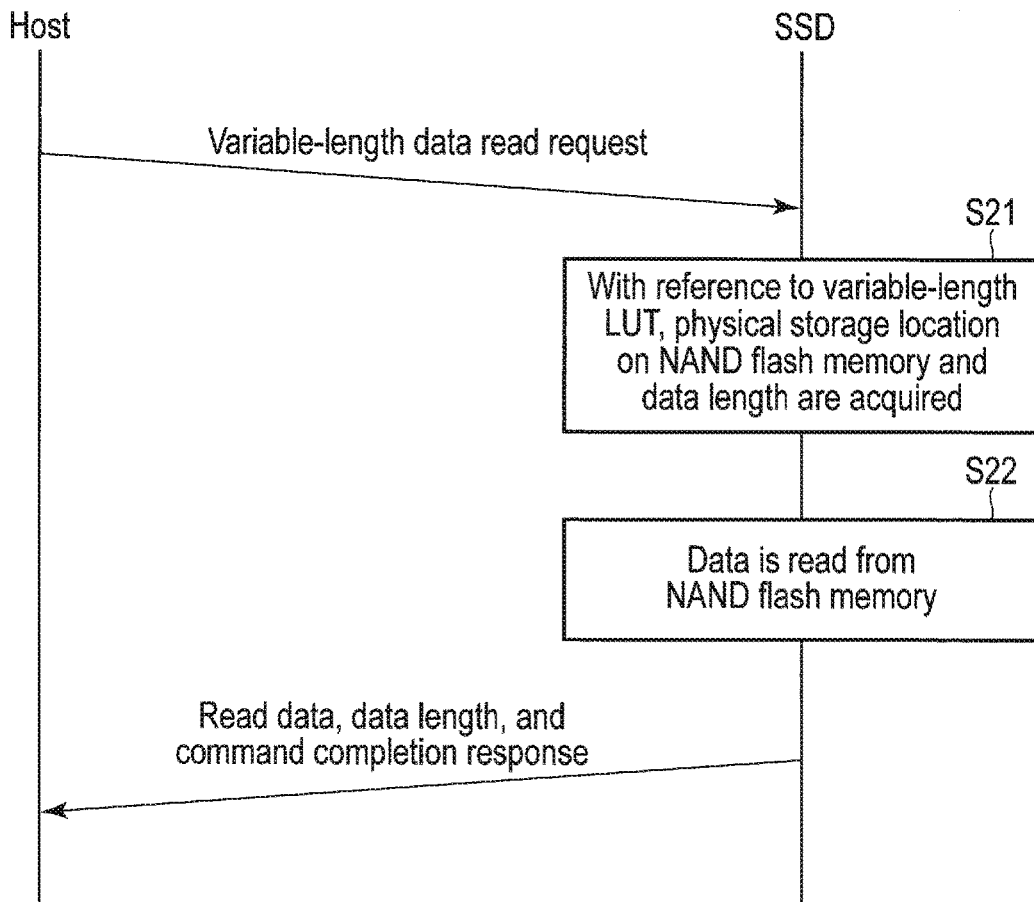 Host
SSD
Variable-length data read request
S21
With reference to variable-length
LUT, physical storage location
on NAND flash memory and
data length are acquired
S22
Data is read from
NAND flash memory
Read data, data length, and
command completion response